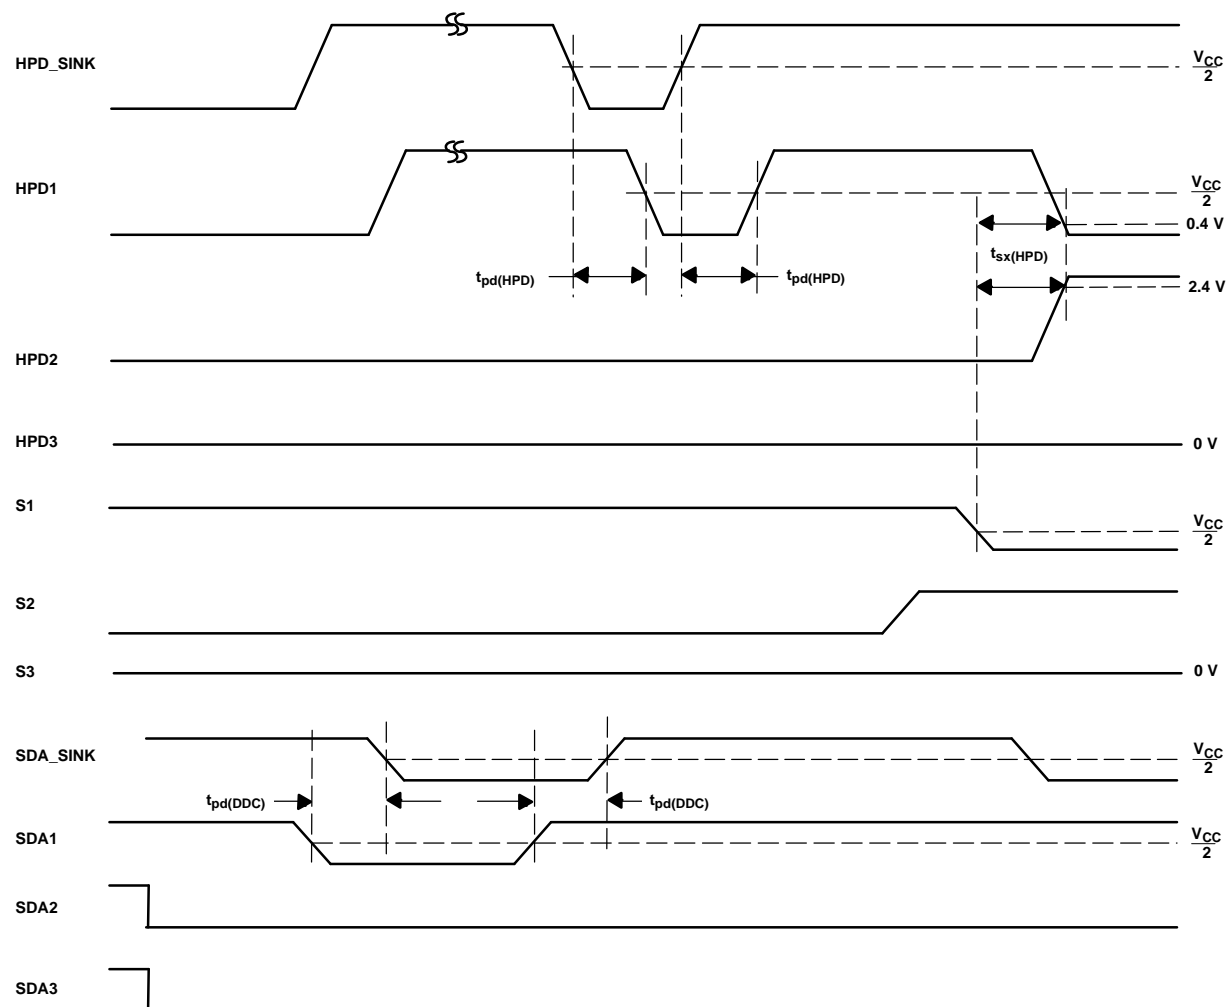 HPD_SINK
VCC
2
HPD1
VCC
2
0.4 V
tsx(HPD)
tpd(HPD)
tpd(HPD)
2.4 V
HPD2
HPD3
0 V
S1
VCC
2
S2
S3
0 V
SDA_SINK
VCC
2
tpd(DDC)
tpd(DDC)
SDA1
VCC
2
SDA2
SDA3